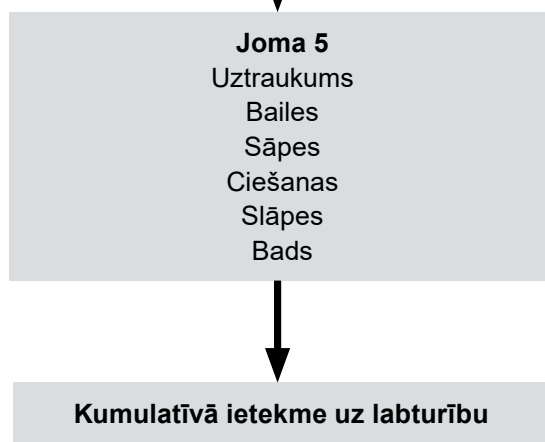 Joma 5
Uztraukums
Bailes
Sāpes
Ciešanas
Slāpes
Bads
Kumulatīvā ietekme uz labturību